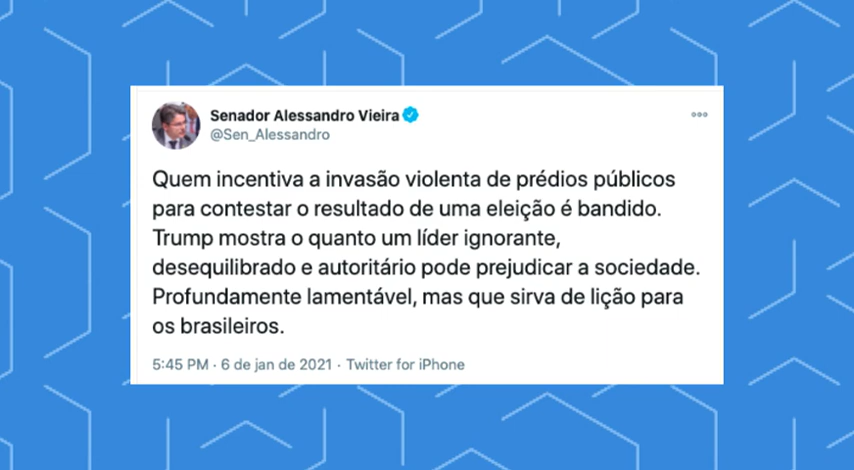 Senador Alessandro Vieira
@Sen_Alessandro
Quem incentiva a invasão violenta de prédios públicos
para contestar o resultado de uma eleição é bandido.
Trump mostra o quanto um líder ignorante,
desequilibrado e autoritário pode prejudicar a sociedade.
Profundamente lamentável, mas que sirva de lição para
os brasileiros.
5:45 PM · 6 de jan de 2021 · Twitter for iPhone